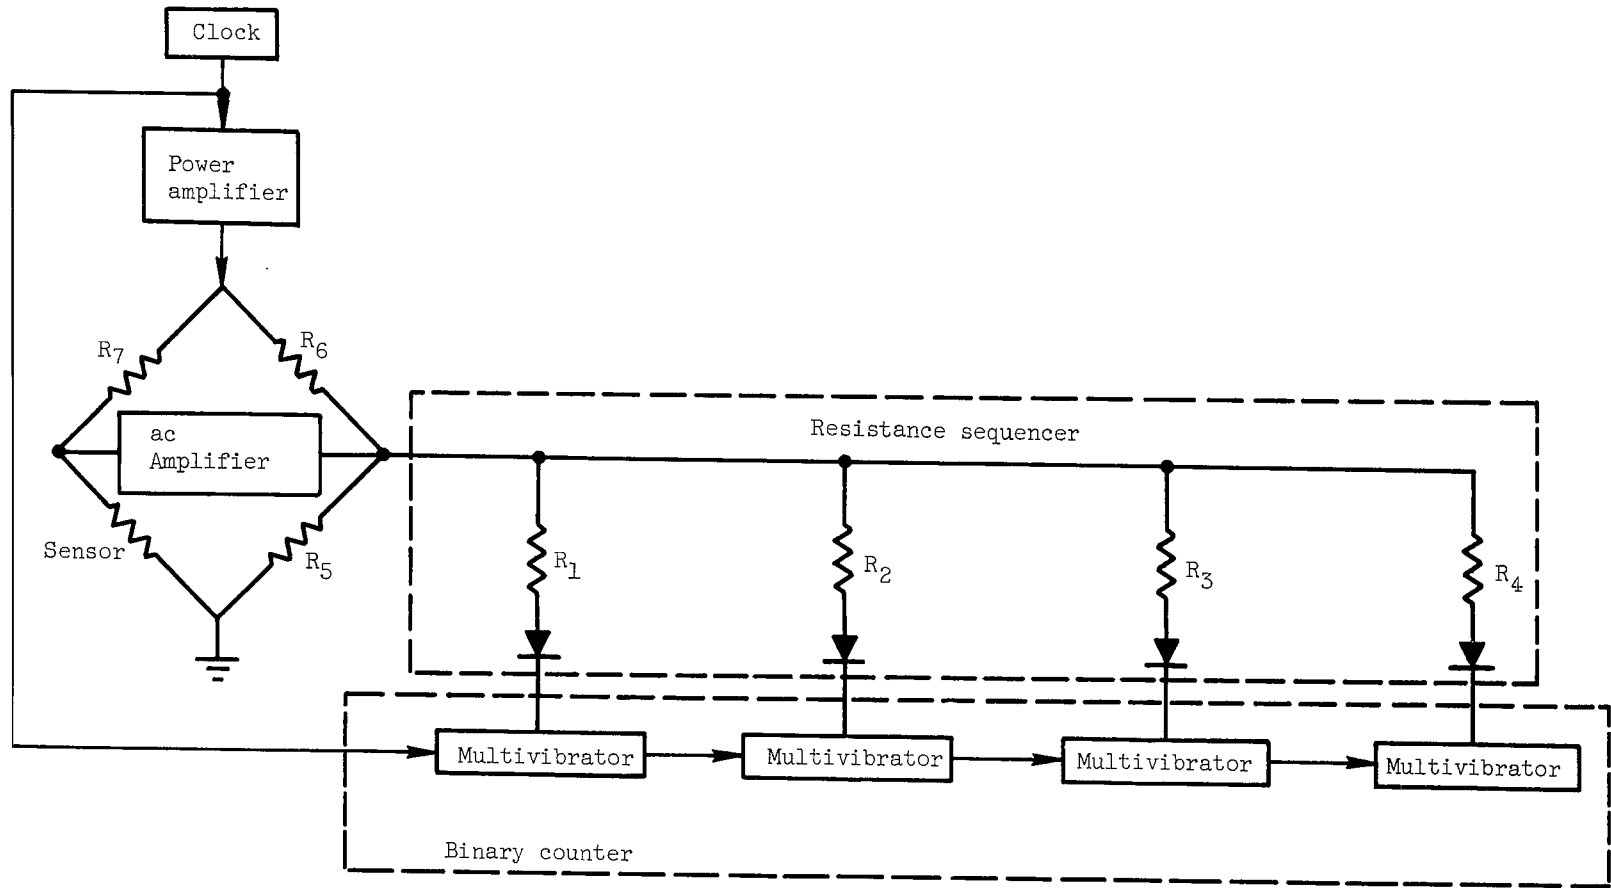 Clock
Power
amplifier
R7
R6
ac
Amplifier
Sensor
R5
Resistance sequencer
R1
R2
R3
R4
Multivibrator
Multivibrator
Multivibrator
Multivibrator
Binary counter